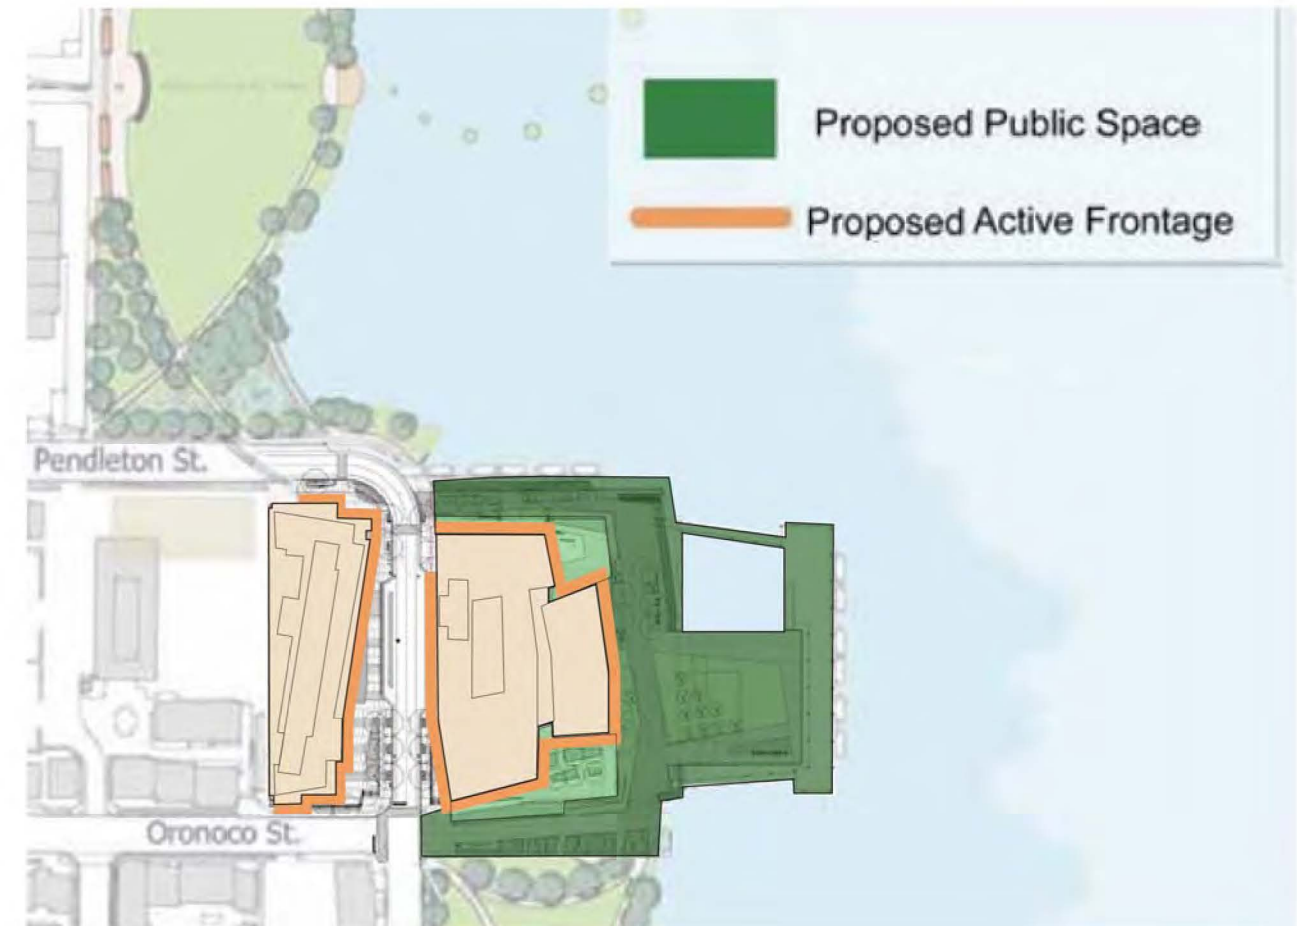 Proposed Public Space
Proposed Active Frontage
Pendleton St.
Oronoco St.